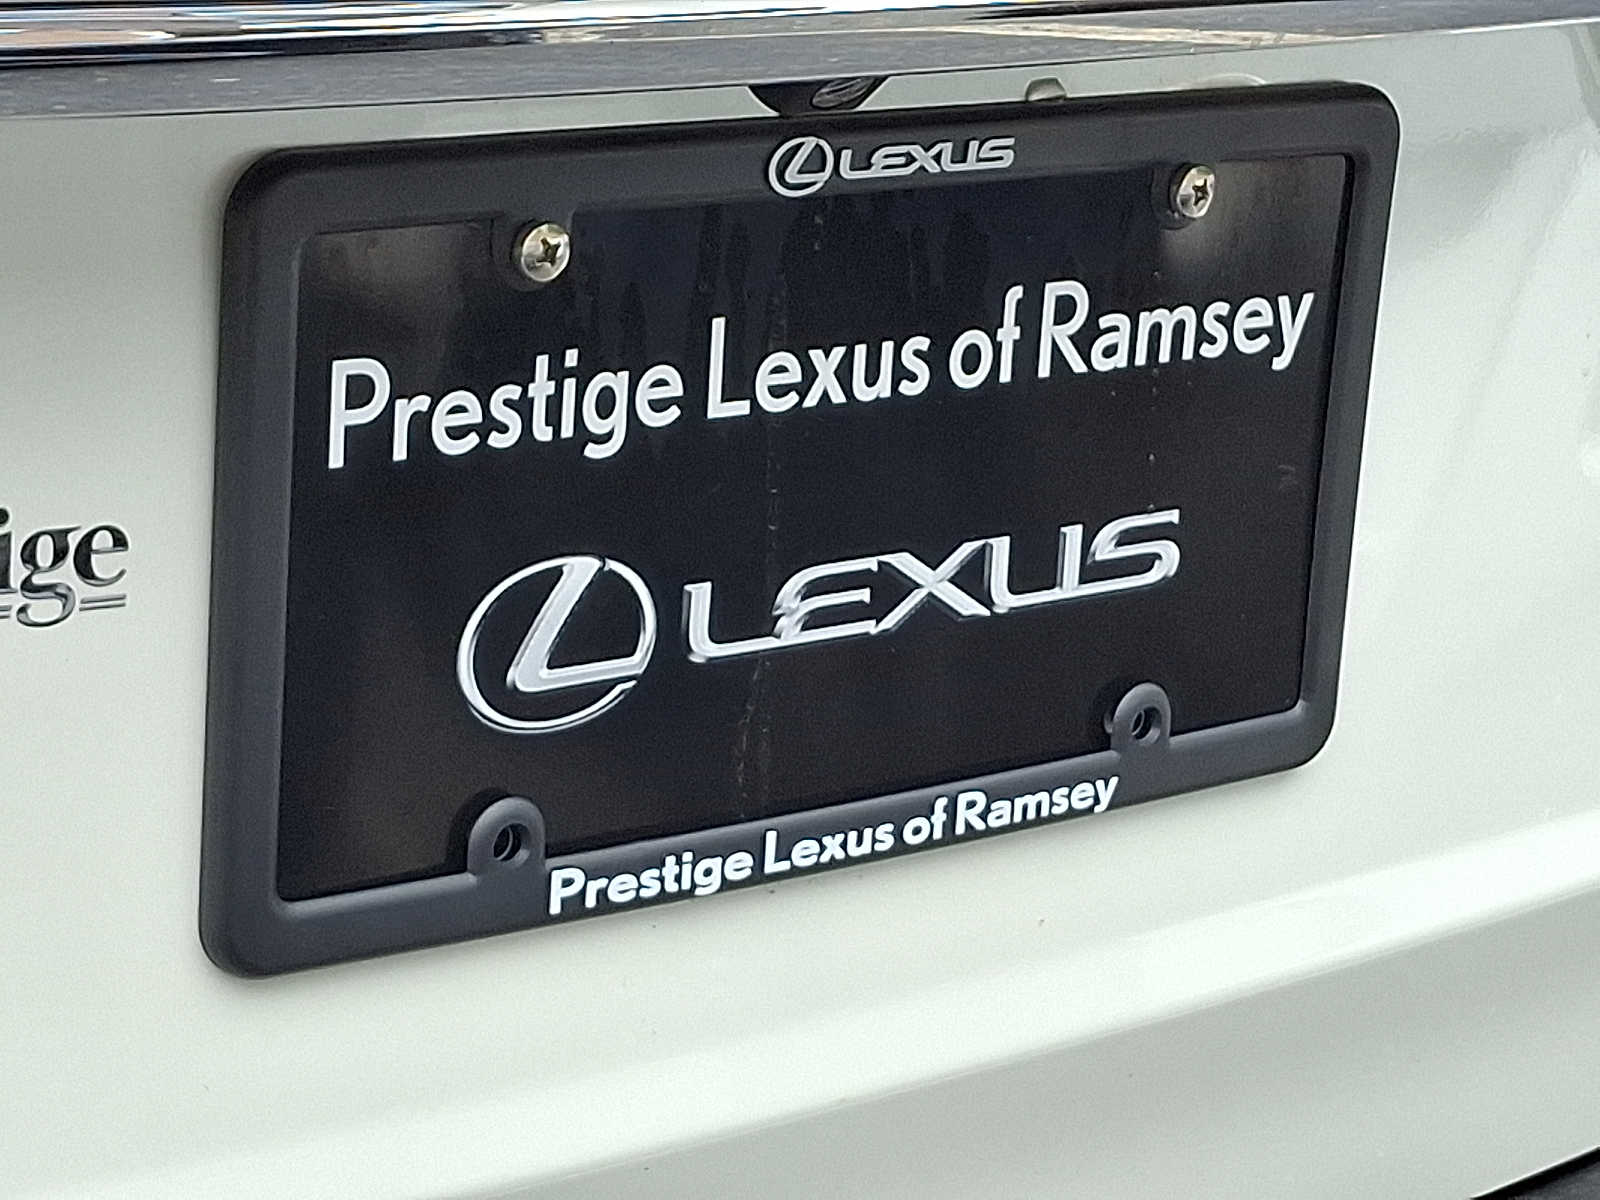 LEXUS
Prestige Lexus of Ramsey
ige
LEXUS
Prestige Lexus of Ramsey